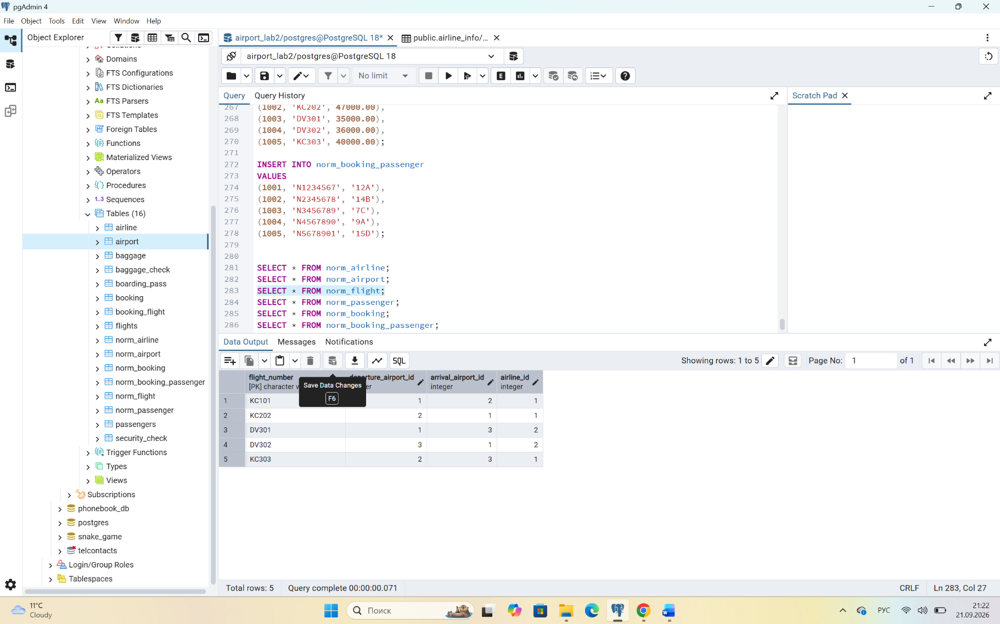 pgAdmin 4
File Object Tools Edit View Window Help
Object Explorer
Domains
FTS Configurations
FTS Dictionaries
Aa FTS Parsers
FTS Templates
Foreign Tables
Functions
Materialized Views
Operators
Procedures
1..3 Sequences
Tables (16)
airline
airport
baggage
baggage_check
boarding_pass
booking
booking_flight
flights
norm_airline
norm_airport
norm_booking
norm_booking_passenger
norm_flight
norm_passenger
passengers
security_check
Trigger Functions
Types
Views
Subscriptions
phonebook_db
postgres
snake_game
telcontacts
Login/Group Roles
Tablespaces
airport_lab2/postgres@PostgreSQL 18* public.airline_info/...
airport_lab2/postgres@PostgreSQL 18
No limit E
Query Query History
Scratch Pad
267 (1002, 'KC202', 47000.00),
268 (1003, 'DV301', 35000.00),
269 (1004, 'DV302', 36000.00),
270 (1005, 'KC303', 40000.00);
271
272 INSERT INTO norm_booking_passenger
273 VALUES
274 (1001, 'N1234567', '12A'),
275 (1002, 'N2345678', '14B'),
276 (1003, 'N3456789', '7C'),
277 (1004, 'N4567890', '9A'),
278 (1005, 'N5678901', '15D');
279
280
281 SELECT * FROM norm_airline;
282 SELECT * FROM norm_airport;
283 SELECT * FROM norm_flight;
284 SELECT * FROM norm_passenger;
285 SELECT * FROM norm_booking;
286 SELECT * FROM norm_booking_passenger;
Data Output Messages Notifications
SQL Showing rows: 1 to 5 Page No: 1 of 1
flight_number departure_airport_id arrival_airport_id airline_id
[PK] character v integer integer
Save Data Changes
F6
1 KC101 1 2 1
2 KC202 2 1 1
3 DV301 1 3 2
4 DV302 3 1 2
5 KC303 2 3 1
Total rows: 5 Query complete 00:00:00.071 CRLF Ln 283, Col 27
11°C
Cloudy
Поиск
РУС
21:22
21.09.2026